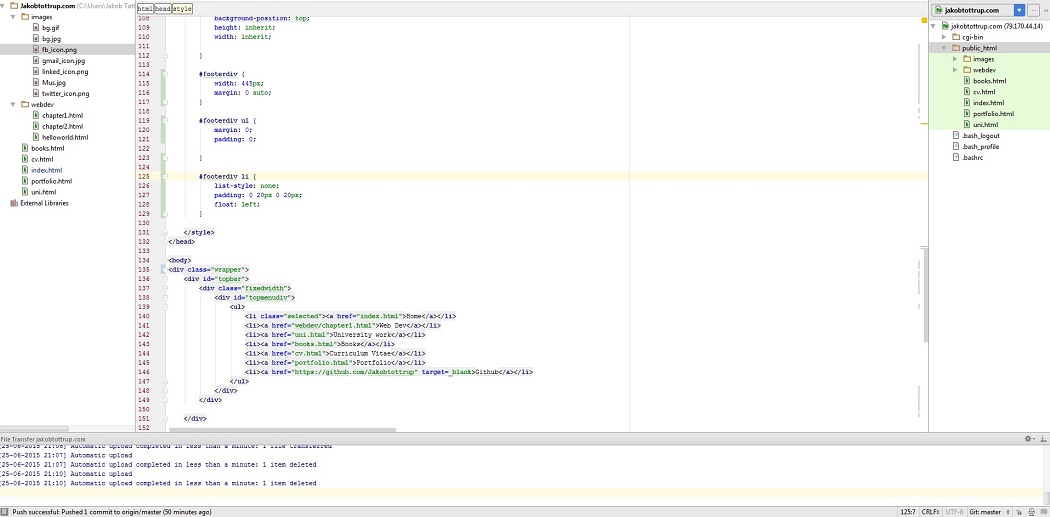 Jakobtottrup.com (C:\Users\Jakob Tøtt
images
bg.gif
bg.jpg
fb_icon.png
gmail_icon.jpg
linked_icon.png
Mus.jpg
twitter_icon.png
webdev
chapter1.html
chapter2.html
helloworld.html
books.html
cv.html
index.html
portfolio.html
uni.html
External Libraries
html head style
108 background-position: top;
109 height: inherit;
110 width: inherit;
111
112 }
113
114 #footerdiv {
115 width: 445px;
116 margin: 0 auto;
117 }
118
119 #footerdiv ul {
120 margin: 0;
121 padding: 0;
122
123 }
124
125 #footerdiv li {
126 list-style: none;
127 padding: 0 20px 0 20px;
128 float: left;
129 }
130
131 </style>
132 </head>
133
134 <body>
135 <div class="wrapper">
136 <div id="topbar">
137 <div class="fixedwidth">
138 <div id="topmenudiv">
139 <ul>
140 <li class="selected"><a href="index.html">Home</a></li>
141 <li><a href="webdev/chapter1.html">Web Dev</a></li>
142 <li><a href="uni.html">University work</a></li>
143 <li><a href="books.html">Books</a></li>
144 <li><a href="cv.html">Curriculum Vitae</a></li>
145 <li><a href="portfolio.html">Portfolio</a></li>
146 <li><a href="https://github.com/Jakobtottrup" target=_blank>Github</a></li>
147 </ul>
148 </div>
149 </div>
150
151 </div>
152
jakobtottrup.com
jakobtottrup.com (79.170.44.14)
cgi-bin
public_html
images
webdev
books.html
cv.html
index.html
portfolio.html
uni.html
.bash_logout
.bash_profile
.bashrc
File Transfer jakobtottrup.com
[25-06-2015 21:06] Automatic upload completed in less than a minute: 1 file transferred
[25-06-2015 21:07] Automatic upload
[25-06-2015 21:07] Automatic upload completed in less than a minute: 1 item deleted
[25-06-2015 21:10] Automatic upload
[25-06-2015 21:10] Automatic upload completed in less than a minute: 1 item deleted
Push successful: Pushed 1 commit to origin/master (50 minutes ago)
125:7 CRLF UTF-8 Git: master